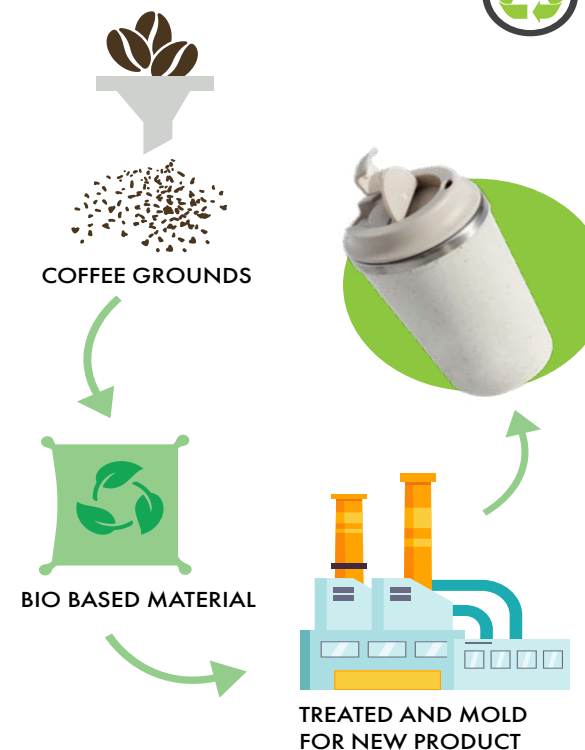 COFFEE GROUNDS
BIO BASED MATERIAL
TREATED AND MOLD
FOR NEW PRODUCT